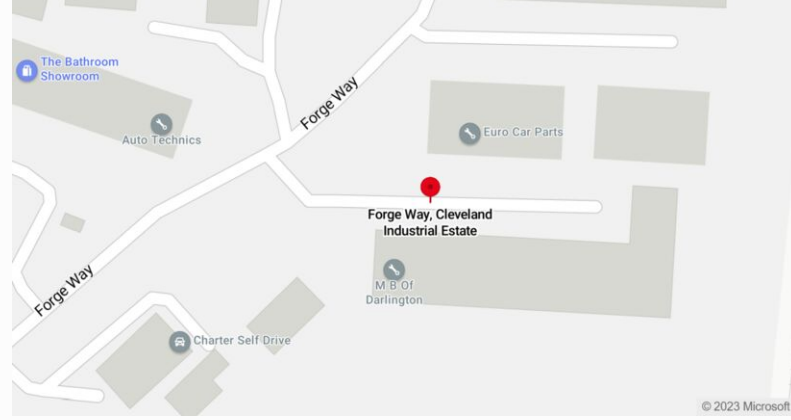 The Bathroom
Showroom
Auto Technics
Forge Way
Euro Car Parts
Forge Way, Cleveland
Industrial Estate
Forge Way
M B Of
Darlington
Charter Self Drive
© 2023 Microsoft